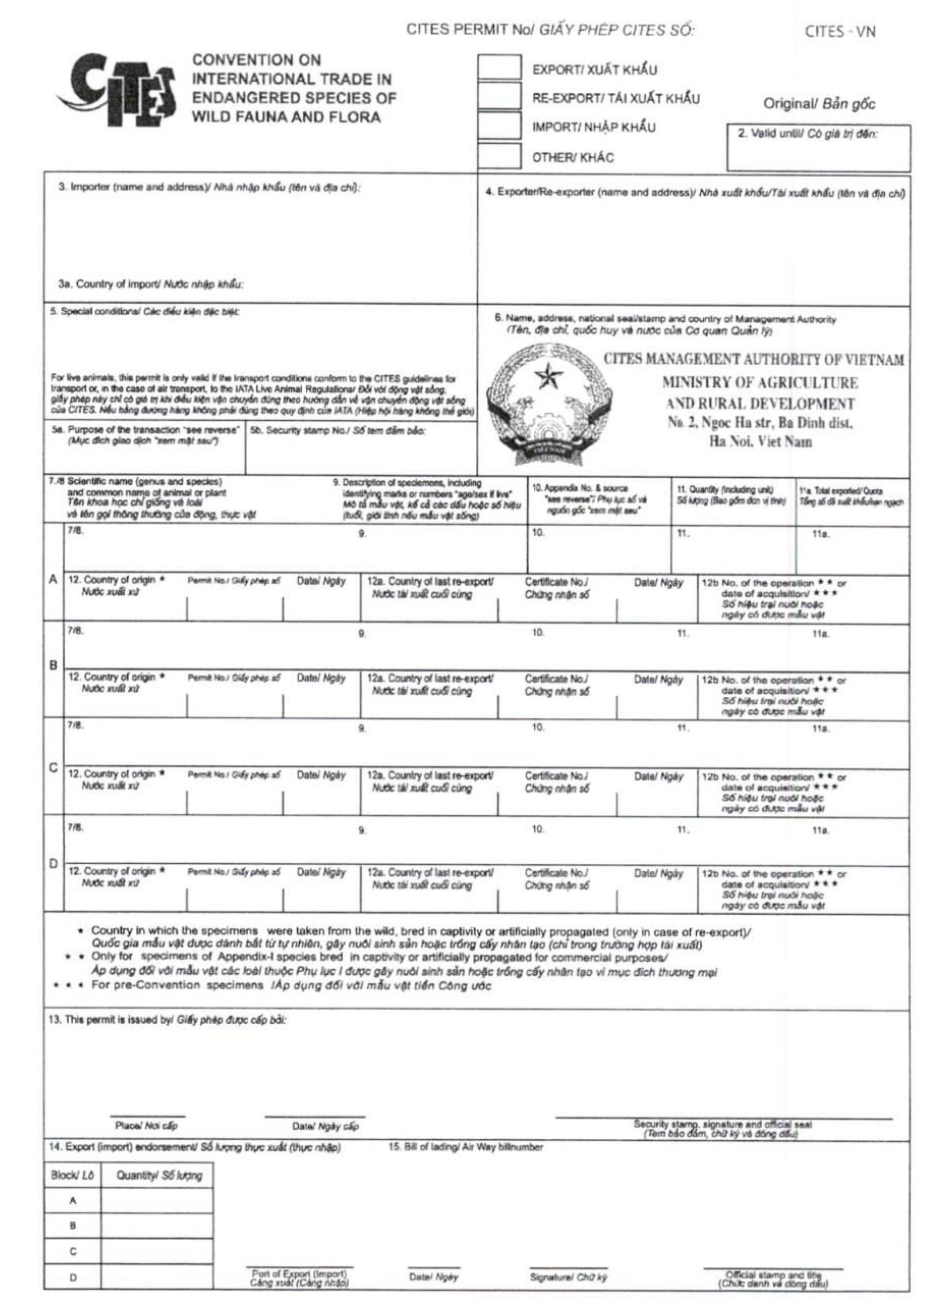 CITES PERMIT No/ GIẤY PHÉP CITES SỐ:
CITES - VN
CITES
CONVENTION ON
INTERNATIONAL TRADE IN
ENDANGERED SPECIES OF
WILD FAUNA AND FLORA
EXPORT/ XUẤT KHẨU
RE-EXPORT/ TÁI XUẤT KHẨU
IMPORT/ NHẬP KHẨU
OTHER/ KHÁC
Original/ Bản gốc
2. Valid until/ Có giá trị đến:
3. Importer (name and address)/ Nhà nhập khẩu (tên và địa chỉ):
3a. Country of import/ Nước nhập khẩu:
4. Exporter/Re-exporter (name and address)/ Nhà xuất khẩu/Tái xuất khẩu (tên và địa chỉ)
5. Special conditions/ Các điều kiện đặc biệt:
For live animals, this permit is only valid if the transport conditions conform to the CITES guidelines for
transport or, in the case of air transport, to the IATA Live Animal Regulations/ Đối với động vật sống,
giấy phép này chỉ có giá trị khi điều kiện vận chuyển đúng theo hướng dẫn về vận chuyển động vật sống
của CITES. Nếu bằng đường hàng không phải đúng theo quy định của IATA (Hiệp hội hàng không thế giới)
5a. Purpose of the transaction "see reverse"
(Mục đích giao dịch "xem mặt sau")
5b. Security stamp No./ Số tem đảm bảo:
6. Name, address, national seal/stamp and country of Management Authority
(Tên, địa chỉ, quốc huy và nước của Cơ quan Quản lý)
CITES MANAGEMENT AUTHORITY OF VIETNAM
MINISTRY OF AGRICULTURE
AND RURAL DEVELOPMENT
No 2, Ngoc Ha str, Ba Dinh dist.
Ha Noi, Viet Nam
7./8 Scientific name (genus and species)
and common name of animal or plant
Tên khoa học chi giống và loài
và tên gọi thông thường của động, thực vật
9. Description of speciemens, including
identifying marks or numbers "age/sex if live"
Mô tả mẫu vật, kể cả các dấu hoặc số hiệu
(tuổi, giới tính nếu mẫu vật sống)
10. Appendix No. & source
"see reverse"/ Phụ lục số và
nguồn gốc "xem mặt sau"
11. Quantity (including unit)
Số lượng (Bao gồm đơn vị tính)
11a. Total exported/ Quota
Tổng số đã xuất khẩu/hạn ngạch
7/8. 9. 10. 11. 11a.
A
12. Country of origin * Permit No./ Giấy phép số Date/ Ngày 12a. Country of last re-export/ Certificate No./ Date/ Ngày 12b No. of the operation * * or
Nước xuất xứ Nước tái xuất cuối cùng Chứng nhận số date of acquisition/ * * *
Số hiệu trại nuôi hoặc
ngày có được mẫu vật
7/8. 9. 10. 11. 11a.
B
12. Country of origin * Permit No./ Giấy phép số Date/ Ngày 12a. Country of last re-export/ Certificate No./ Date/ Ngày 12b No. of the operation * * or
Nước xuất xứ Nước tái xuất cuối cùng Chứng nhận số date of acquisition/ * * *
Số hiệu trại nuôi hoặc
ngày có được mẫu vật
7/8. 9. 10. 11. 11a.
C
12. Country of origin * Permit No./ Giấy phép số Date/ Ngày 12a. Country of last re-export/ Certificate No./ Date/ Ngày 12b No. of the operation * * or
Nước xuất xứ Nước tái xuất cuối cùng Chứng nhận số date of acquisition/ * * *
Số hiệu trại nuôi hoặc
ngày có được mẫu vật
7/8. 9. 10. 11. 11a.
D
12. Country of origin * Permit No./ Giấy phép số Date/ Ngày 12a. Country of last re-export/ Certificate No./ Date/ Ngày 12b No. of the operation * * or
Nước xuất xứ Nước tái xuất cuối cùng Chứng nhận số date of acquisition/ * * *
Số hiệu trại nuôi hoặc
ngày có được mẫu vật
* Country in which the specimens were taken from the wild, bred in captivity or artificially propagated (only in case of re-export)/
Quốc gia mẫu vật được đánh bắt từ tự nhiên, gây nuôi sinh sản hoặc trồng cấy nhân tạo (chỉ trong trường hợp tái xuất)
* * Only for specimens of Appendix-I species bred in captivity or artificially propagated for commercial purposes/
Áp dụng đối với mẫu vật các loài thuộc Phụ lục I được gây nuôi sinh sản hoặc trồng cấy nhân tạo vì mục đích thương mại
* * * For pre-Convention specimens /Áp dụng đối với mẫu vật tiền Công ước
13. This permit is issued by/ Giấy phép được cấp bởi:
Place/ Nơi cấp
Date/ Ngày cấp
Security stamp, signature and official seal
(Tem bảo đảm, chữ ký và đóng dấu)
14. Export (import) endorsement/ Số lượng thực xuất (thực nhập)
15. Bill of lading/ Air Way billnumber
Block/ Lô Quantity/ Số lượng
A
B
C
D
Port of Export (Import)
Cảng xuất (Cảng nhập)
Date/ Ngày
Signature/ Chữ ký
Official stamp and title
(Chức danh và đóng dấu)